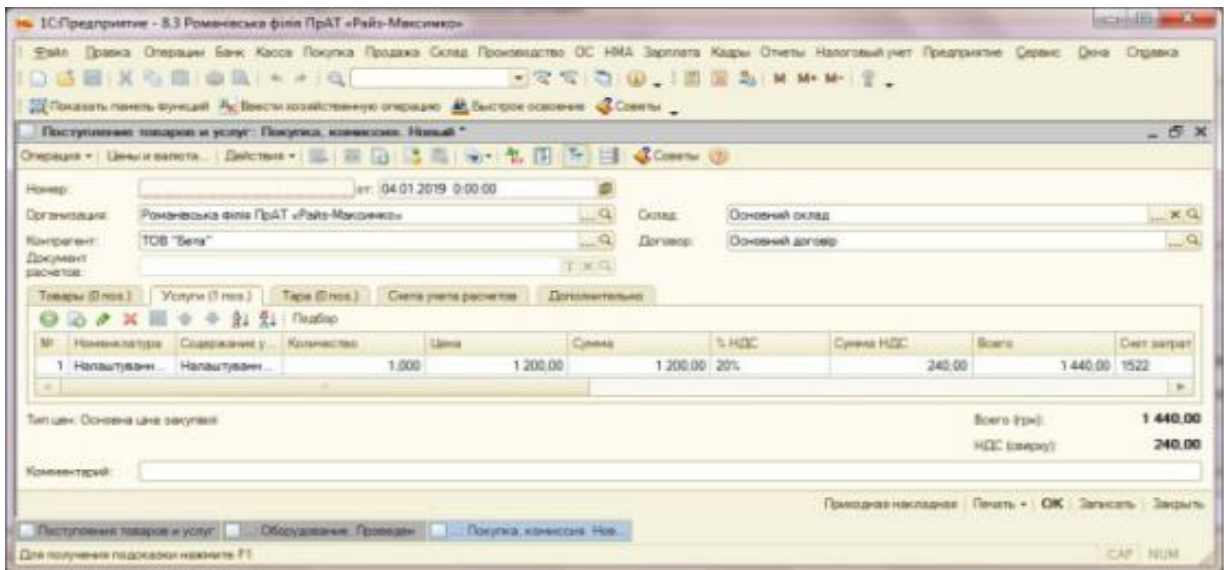 1С:Предприятие - 8.3 Романівська філія ПрАТ «Райз-Максимко»
Файл Правка Операции Банк Касса Покупка Продажа Склад Производство ОС НМА Зарплата Кадры Отчеты Налоговый учет Предприятие Сервис Окна Справка
M M+ M-
Показать панель функций Ввести хозяйственную операцию Быстрое освоение Советы
Поступление товаров и услуг: Покупка, комиссия. Новый *
Операция Цены и валюта... Действия Советы
Номер: от: 04.01.2019 0:00:00
Организация: Романівська філія ПрАТ «Райз-Максимко» Склад: Основний склад
Контрагент: ТОВ "Бета" Договор: Основний договір
Документ расчетов:
Товары (0 поз.) Услуги (1 поз.) Тара (0 поз.) Счета учета расчетов Дополнительно
Подбор
№ Номенклатура Содержание у... Количество Цена Сумма % НДС Сумма НДС Всего Счет затрат
1 Налаштуванн... Налаштуванн... 1,000 1 200,00 1 200,00 20% 240,00 1 440,00 1522
Тип цен: Основна ціна закупівлі Всего (грн): 1 440,00
НДС (сверху): 240,00
Комментарий:
Приходная накладная Печать OK Записать Закрыть
Поступления товаров и услуг ...: Оборудование. Проведен ...: Покупка, комиссия. Нов...
Для получения подсказки нажмите F1 CAP NUM